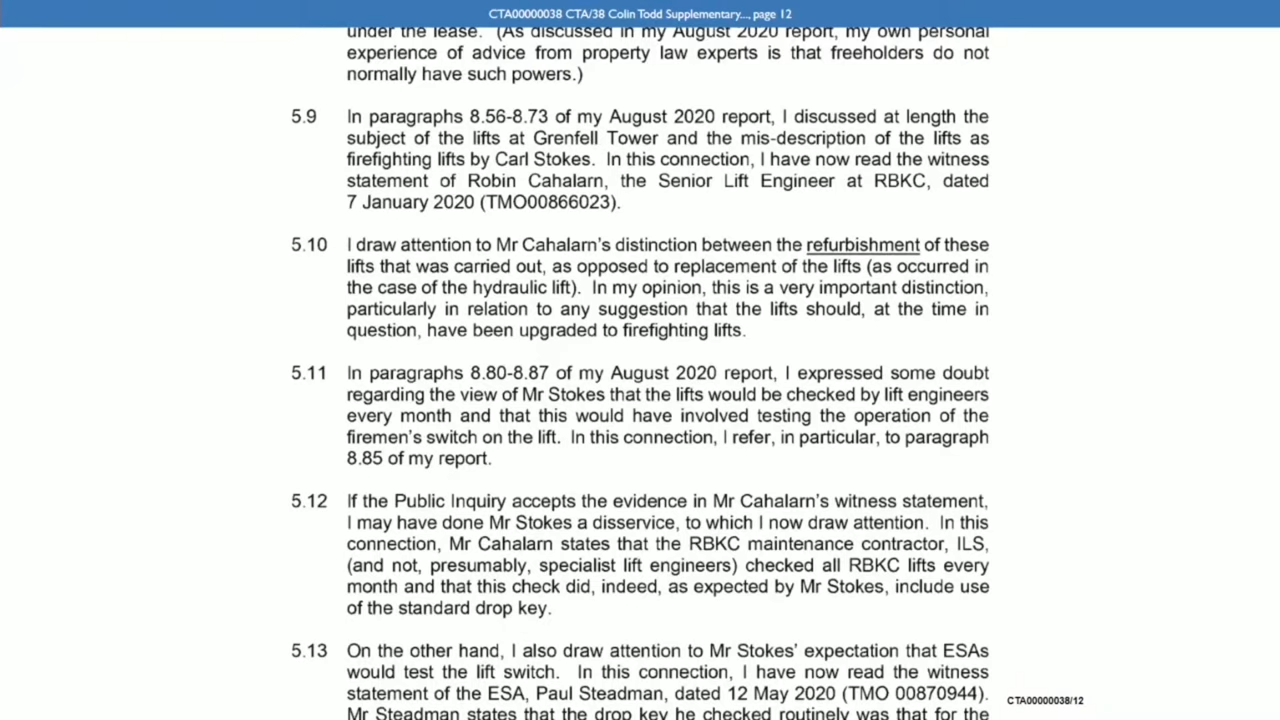 CTA00000038 CTA/38 Colin Todd Supplementary..., page 12
under the lease. (As discussed in my August 2020 report, my own personal
experience of advice from property law experts is that freeholders do not
normally have such powers.)
5.9 In paragraphs 8.56-8.73 of my August 2020 report, I discussed at length the
subject of the lifts at Grenfell Tower and the mis-description of the lifts as
firefighting lifts by Carl Stokes. In this connection, I have now read the witness
statement of Robin Cahalarn, the Senior Lift Engineer at RBKC, dated
7 January 2020 (TMO00866023).
5.10 I draw attention to Mr Cahalarn's distinction between the refurbishment of these
lifts that was carried out, as opposed to replacement of the lifts (as occurred in
the case of the hydraulic lift). In my opinion, this is a very important distinction,
particularly in relation to any suggestion that the lifts should, at the time in
question, have been upgraded to firefighting lifts.
5.11 In paragraphs 8.80-8.87 of my August 2020 report, I expressed some doubt
regarding the view of Mr Stokes that the lifts would be checked by lift engineers
every month and that this would have involved testing the operation of the
firemen's switch on the lift. In this connection, I refer, in particular, to paragraph
8.85 of my report.
5.12 If the Public Inquiry accepts the evidence in Mr Cahalarn's witness statement,
I may have done Mr Stokes a disservice, to which I now draw attention. In this
connection, Mr Cahalarn states that the RBKC maintenance contractor, ILS,
(and not, presumably, specialist lift engineers) checked all RBKC lifts every
month and that this check did, indeed, as expected by Mr Stokes, include use
of the standard drop key.
5.13 On the other hand, I also draw attention to Mr Stokes' expectation that ESAs
would test the lift switch. In this connection, I have now read the witness
statement of the ESA, Paul Steadman, dated 12 May 2020 (TMO 00870944).
Mr Steadman states that the drop key he checked routinely was that for the
CTA00000038/12